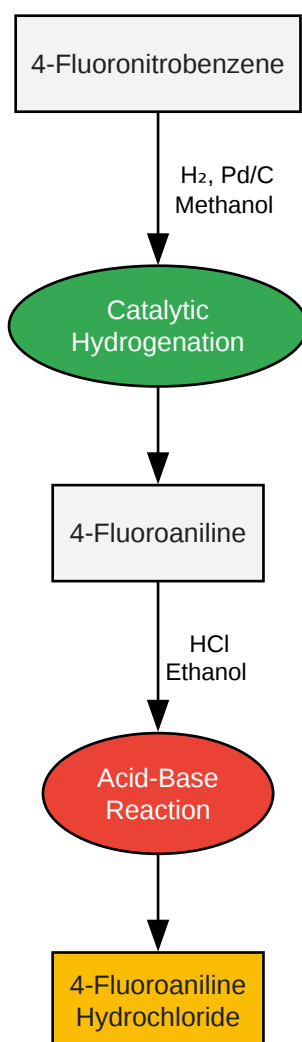 4-Fluoronitrobenzene
H₂, Pd/C
Methanol
Catalytic
Hydrogenation
4-Fluoroaniline
HCl
Ethanol
Acid-Base
Reaction
4-Fluoroaniline
Hydrochloride